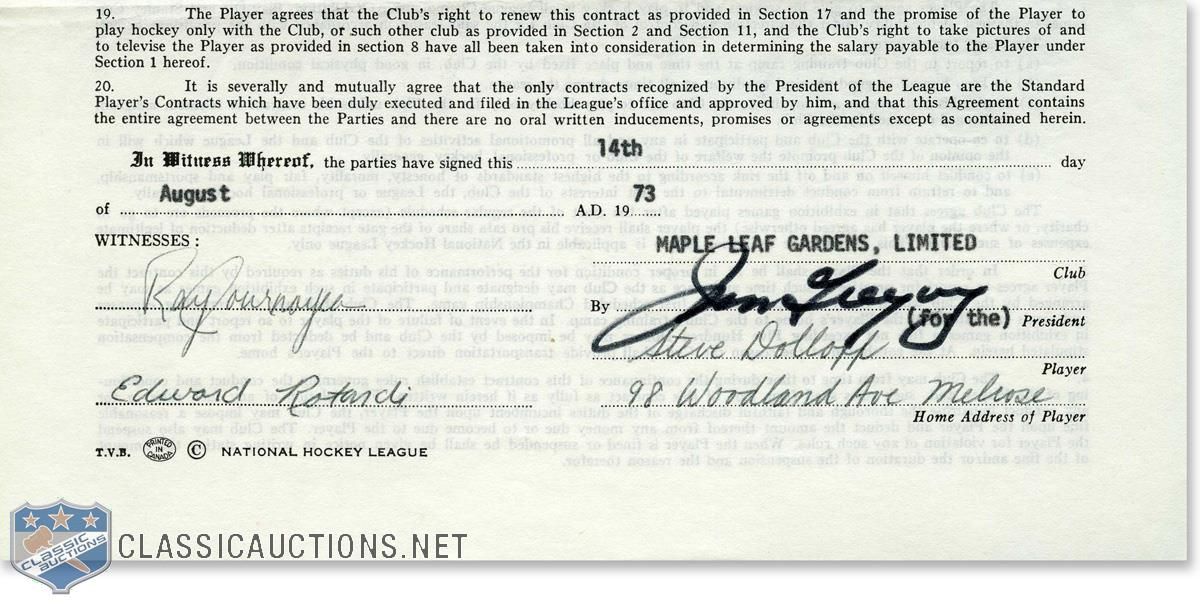 19. The Player agrees that the Club's right to renew this contract as provided in Section 17 and the promise of the Player to
play hockey only with the Club, or such other club as provided in Section 2 and Section 11, and the Club's right to take pictures of and
to televise the Player as provided in section 8 have all been taken into consideration in determining the salary payable to the Player under
Section 1 hereof.
20. It is severally and mutually agree that the only contracts recognized by the President of the League are the Standard
Player's Contracts which have been duly executed and filed in the League's office and approved by him, and that this Agreement contains
the entire agreement between the Parties and there are no oral written inducements, promises or agreements except as contained herein.
In Witness Whereof, the parties have signed this 14th day
of August A.D. 19 73
WITNESSES :
MAPLE LEAF GARDENS, LIMITED
Club
Ray
By Jim Gregory
(For the) President
Steve Dolloff
Player
Edward Rotardi
98 Woodland Ave Melrose
Home Address of Player
T.V.B. PRINTED IN CANADA © NATIONAL HOCKEY LEAGUE
CLASSIC AUCTIONS
CLASSICAUCTIONS.NET